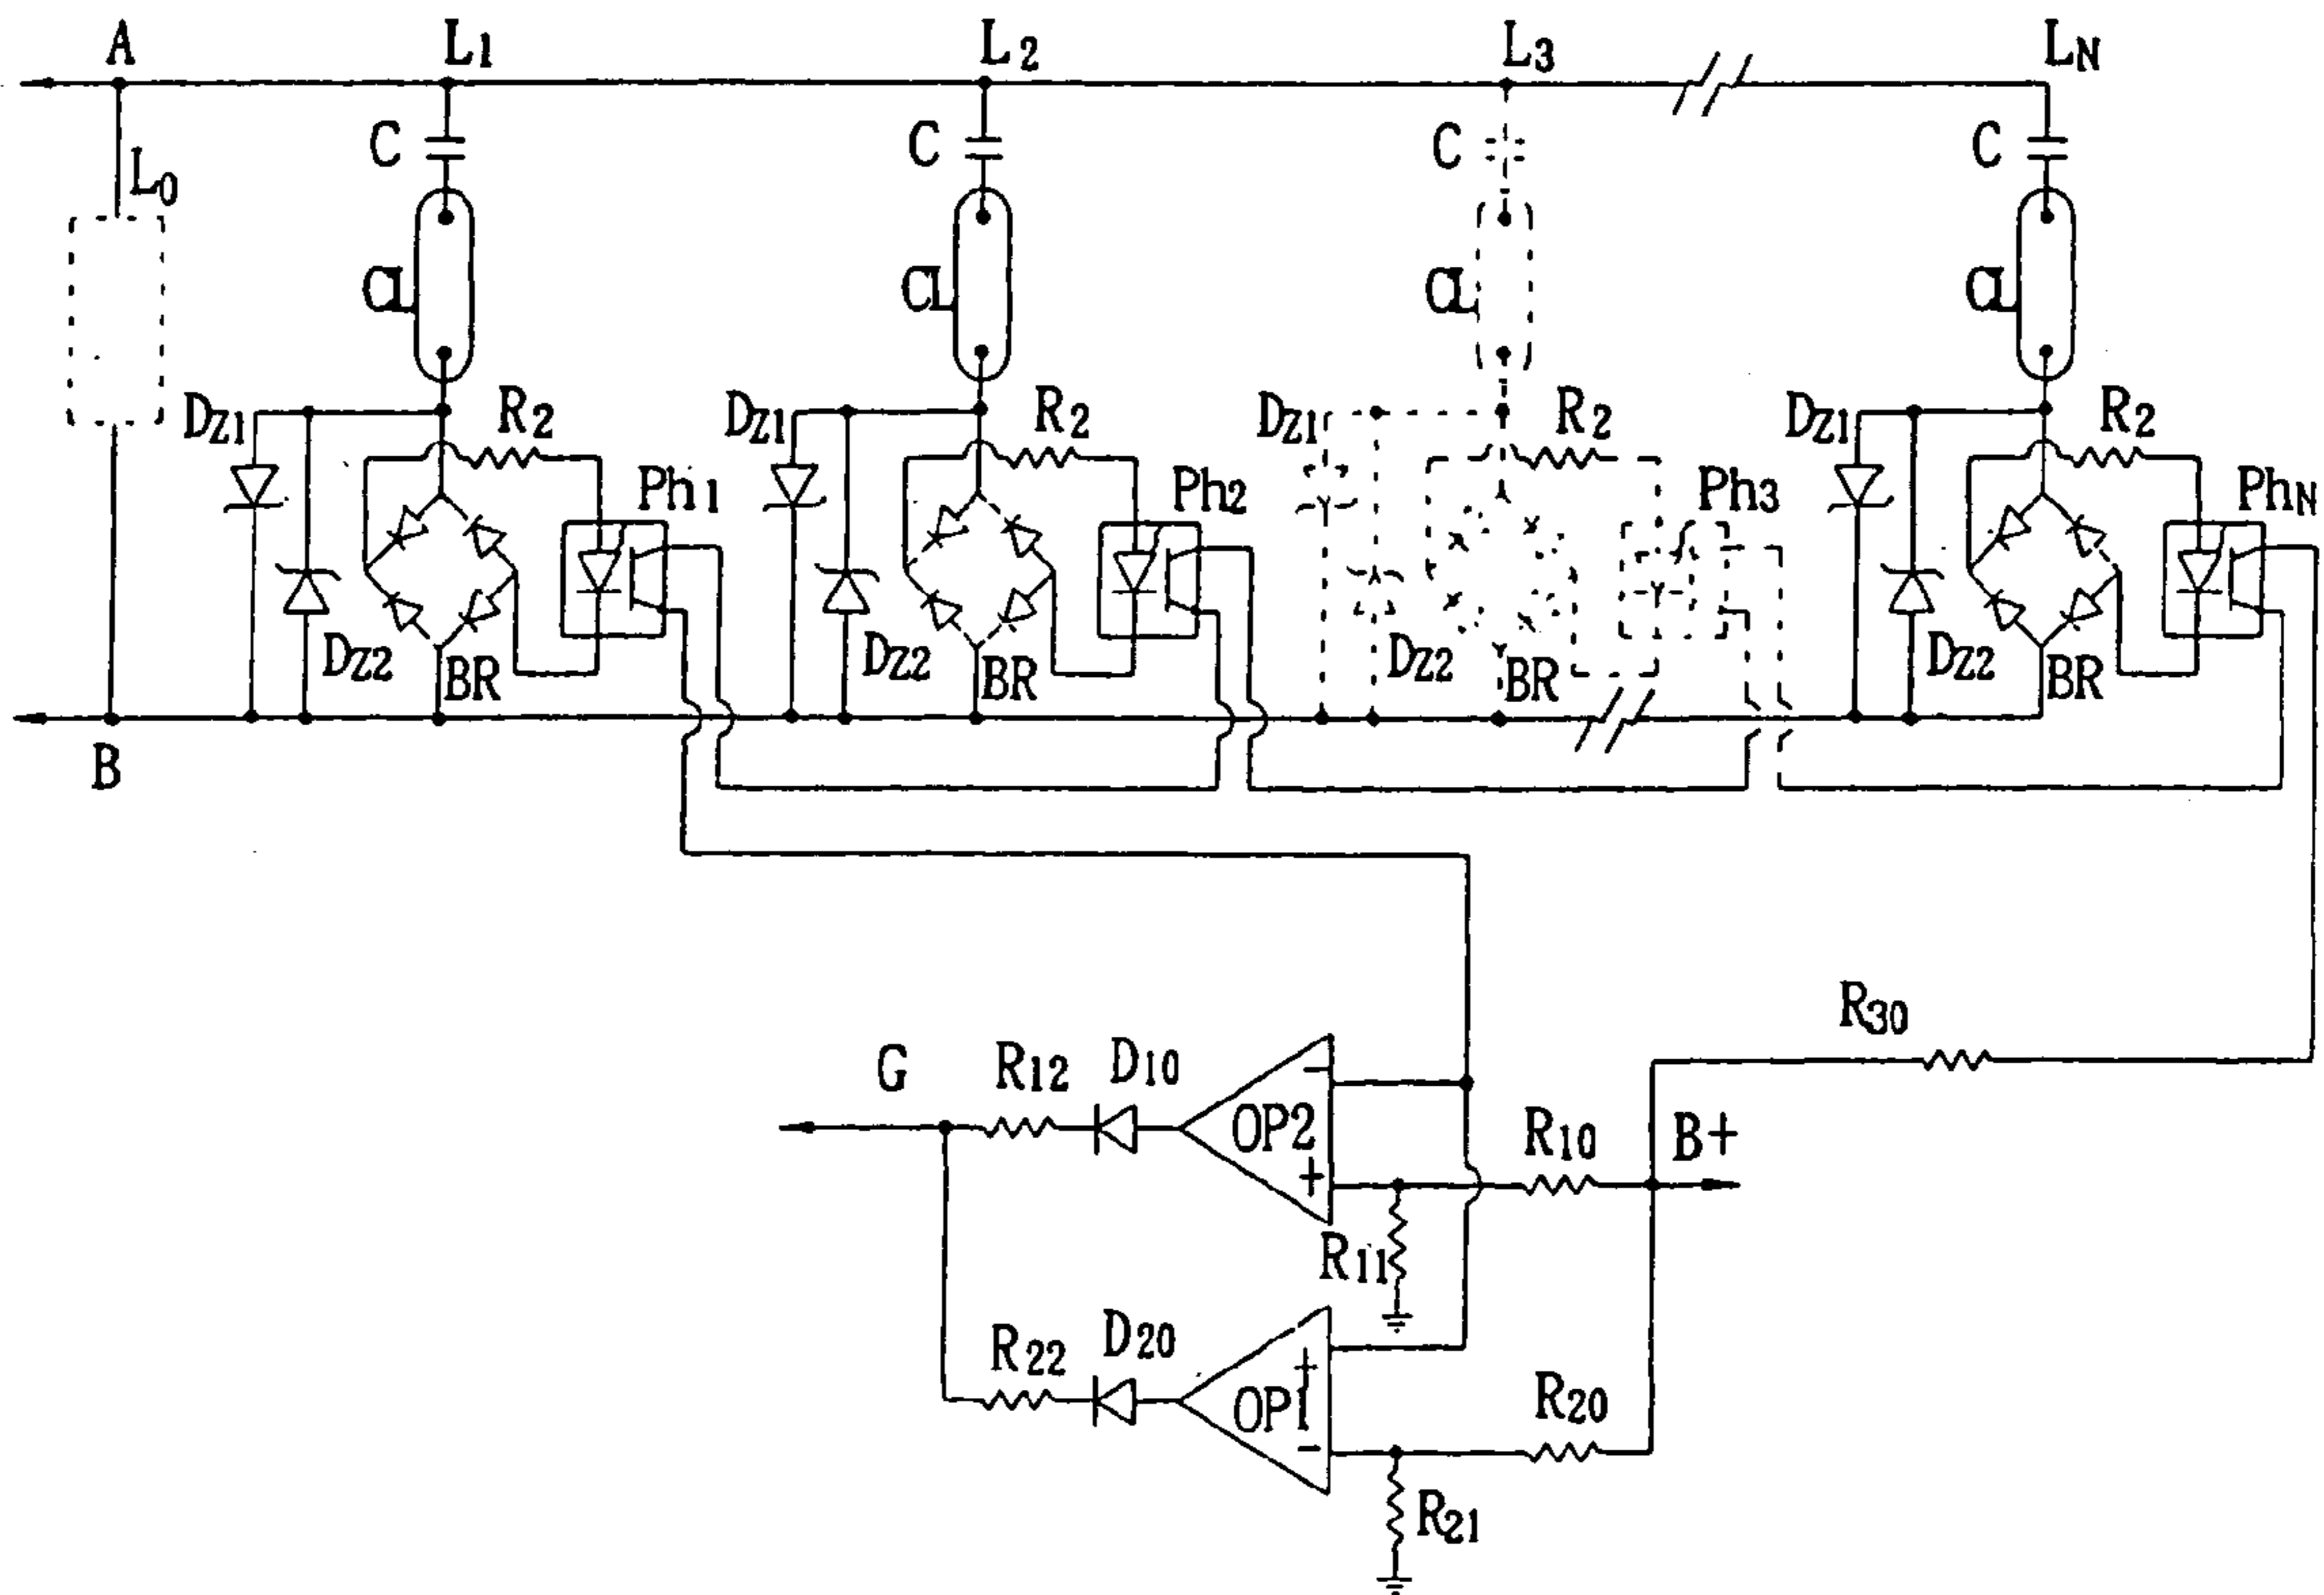 A L1 L2 L3 LN
C C C C
L0
CL CL CL CL
DZ1 R2 DZ1 R2 DZ1 R2 DZ1 R2
Ph1 Ph2 Ph3 PhN
DZ2 BR DZ2 BR DZ2 BR DZ2 BR
B
R30
G R12 D10 - OP2 + R10 B+
R11
R22 D20 + OP1 - R20
R21